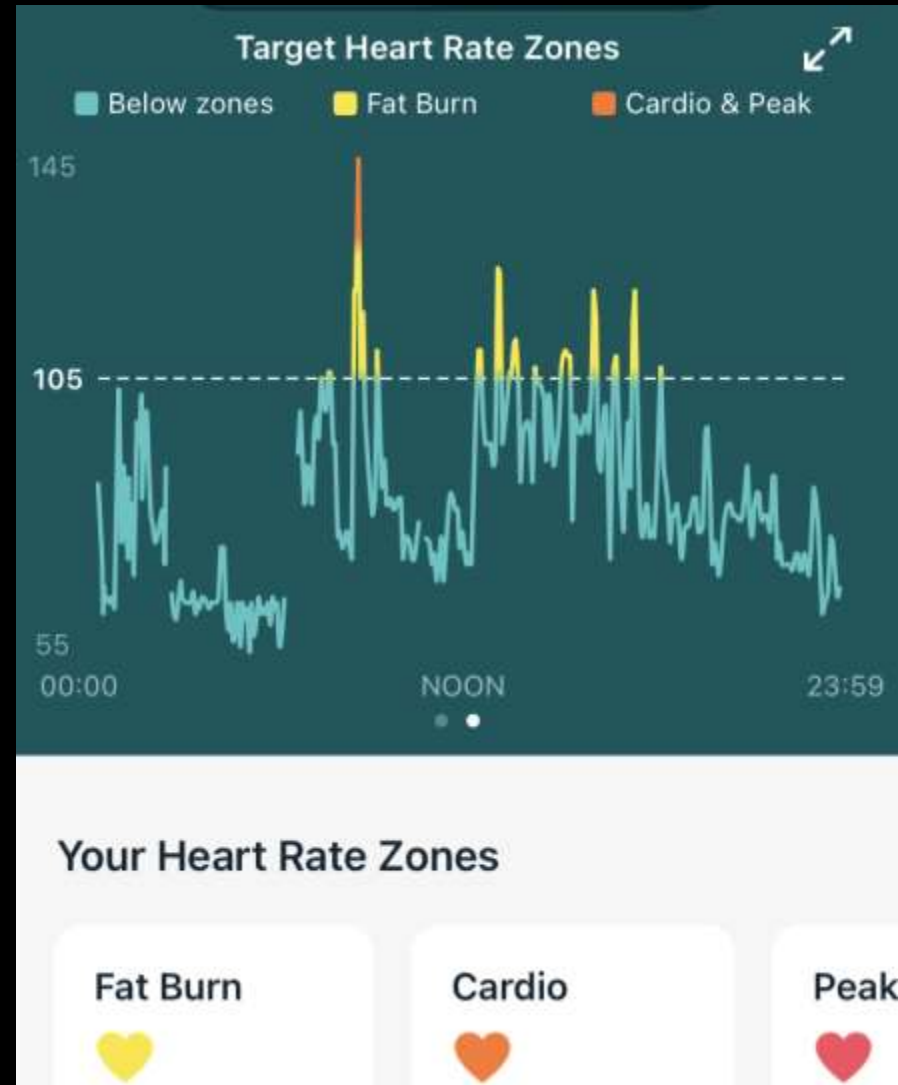 Target Heart Rate Zones
Below zones Fat Burn Cardio & Peak
145
105
55
00:00 NOON 23:59
Your Heart Rate Zones
Fat Burn Cardio Peak